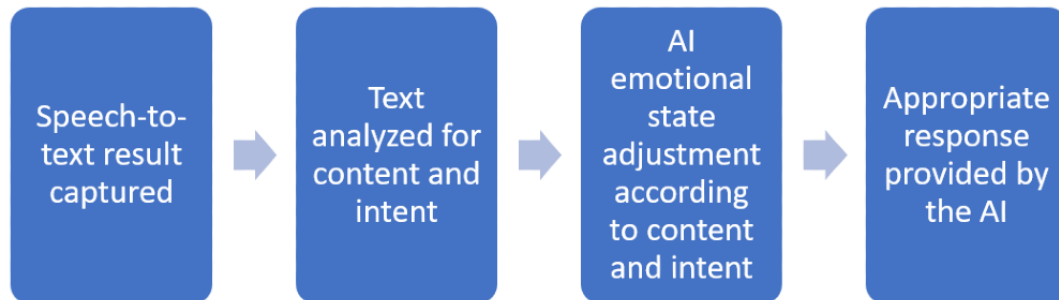 Speech-to-
text result
captured
Text
analyzed for
content and
intent
AI
emotional
state
adjustment
according
to content
and intent
Appropriate
response
provided by
the AI